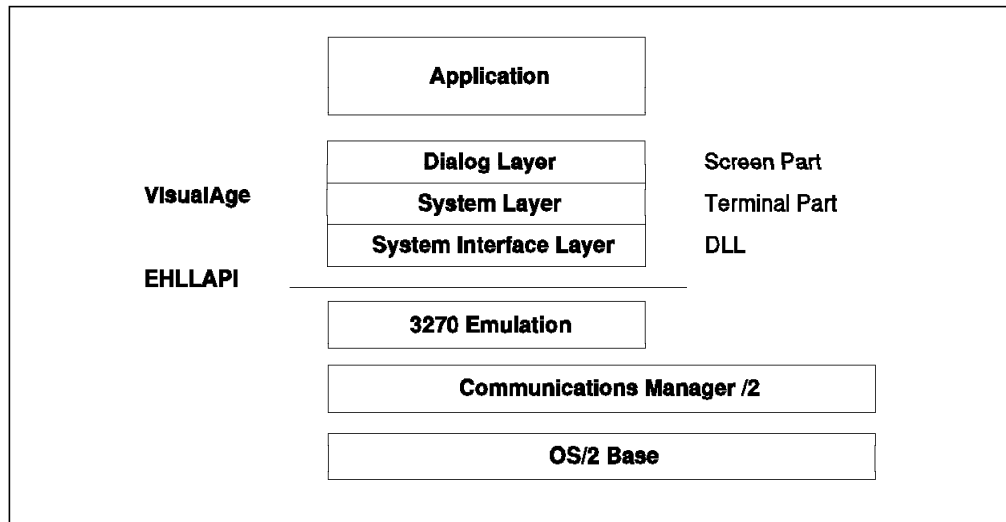 Application
Dialog Layer Screen Part
VisualAge System Layer Terminal Part
System Interface Layer DLL
EHLLAPI
3270 Emulation
Communications Manager /2
OS/2 Base